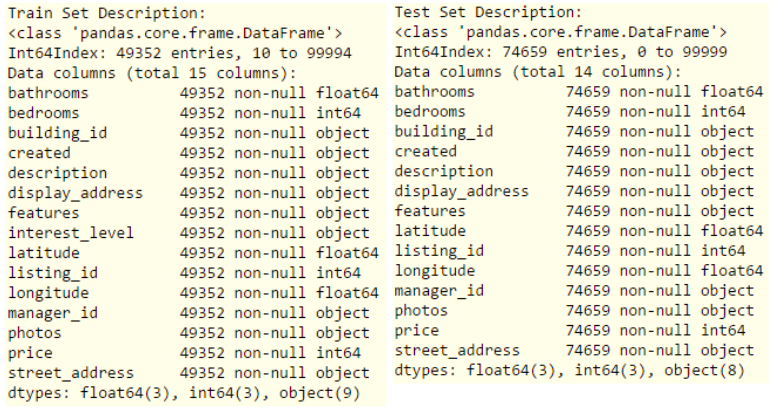 Train Set Description:
<class 'pandas.core.frame.DataFrame'>
Int64Index: 49352 entries, 10 to 99994
Data columns (total 15 columns):
bathrooms 49352 non-null float64
bedrooms 49352 non-null int64
building_id 49352 non-null object
created 49352 non-null object
description 49352 non-null object
display_address 49352 non-null object
features 49352 non-null object
interest_level 49352 non-null object
latitude 49352 non-null float64
listing_id 49352 non-null int64
longitude 49352 non-null float64
manager_id 49352 non-null object
photos 49352 non-null object
price 49352 non-null int64
street_address 49352 non-null object
dtypes: float64(3), int64(3), object(9)
Test Set Description:
<class 'pandas.core.frame.DataFrame'>
Int64Index: 74659 entries, 0 to 99999
Data columns (total 14 columns):
bathrooms 74659 non-null float64
bedrooms 74659 non-null int64
building_id 74659 non-null object
created 74659 non-null object
description 74659 non-null object
display_address 74659 non-null object
features 74659 non-null object
latitude 74659 non-null float64
listing_id 74659 non-null int64
longitude 74659 non-null float64
manager_id 74659 non-null object
photos 74659 non-null object
price 74659 non-null int64
street_address 74659 non-null object
dtypes: float64(3), int64(3), object(8)